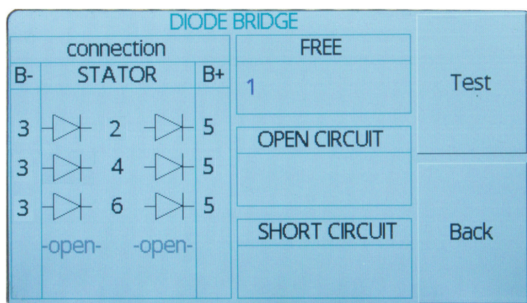 DIODE BRIDGE
connection
B- STATOR B+
3 2 5
3 4 5
3 6 5
-open- -open-
FREE
1
OPEN CIRCUIT
SHORT CIRCUIT
Test
Back